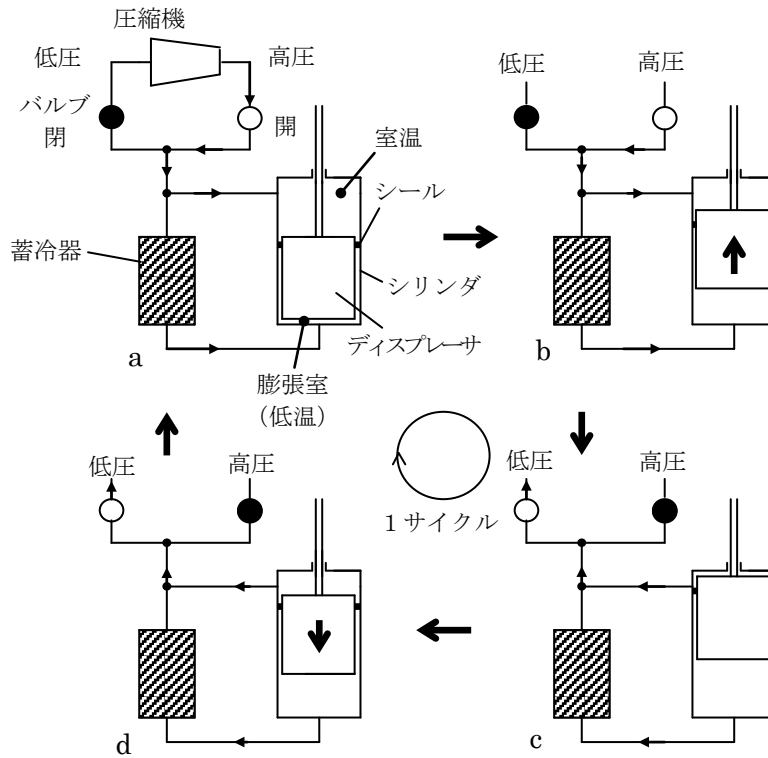 圧縮機
低圧
高圧
バルブ
閉
開
室温
シール
蓄冷器
シリンダ
ディスプレーサ
a
膨張室
(低温)
低圧
高圧
b
低圧
高圧
1サイクル
低圧
高圧
d
c